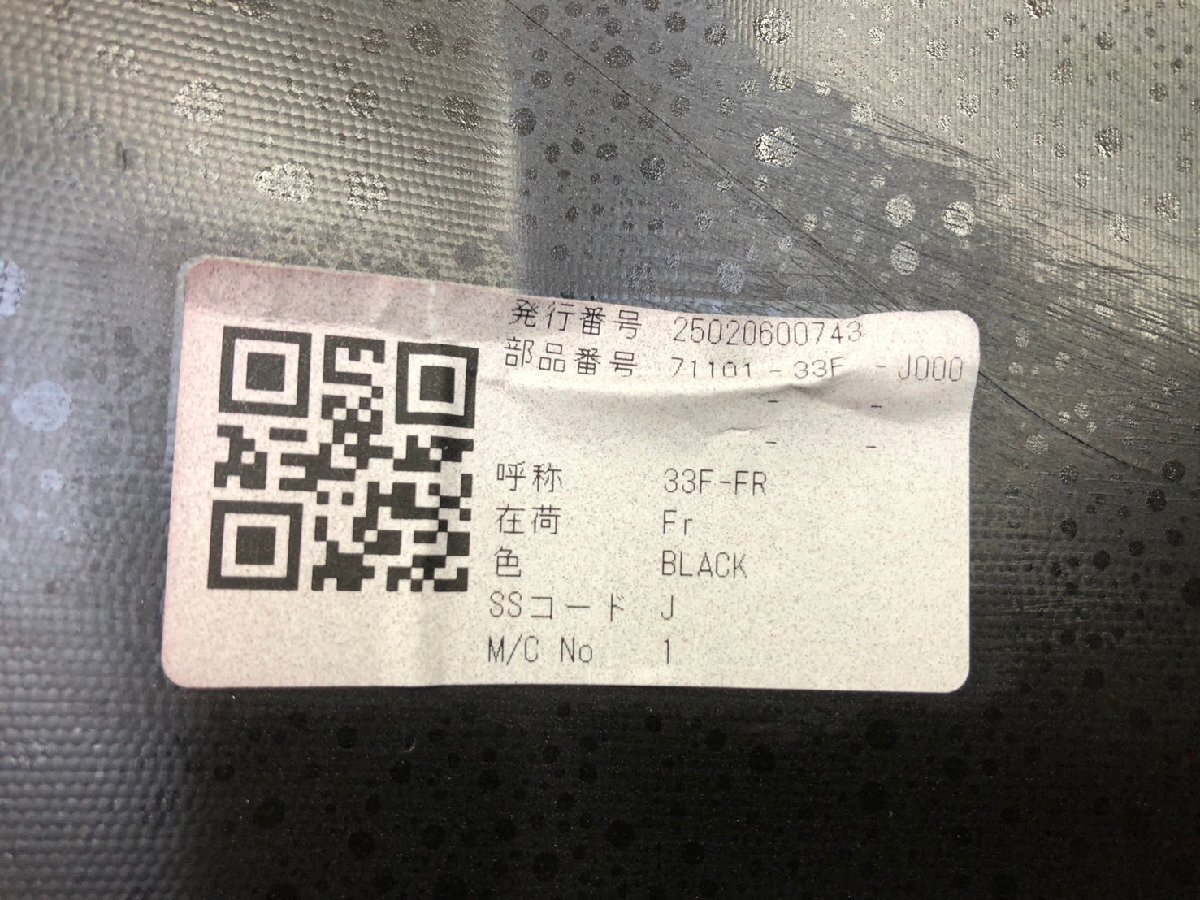 発行番号 25020600743
部品番号 71101-33F -J000
- -
- -
呼称 33F-FR
在荷 Fr
色 BLACK
SSコード J
M/C No 1